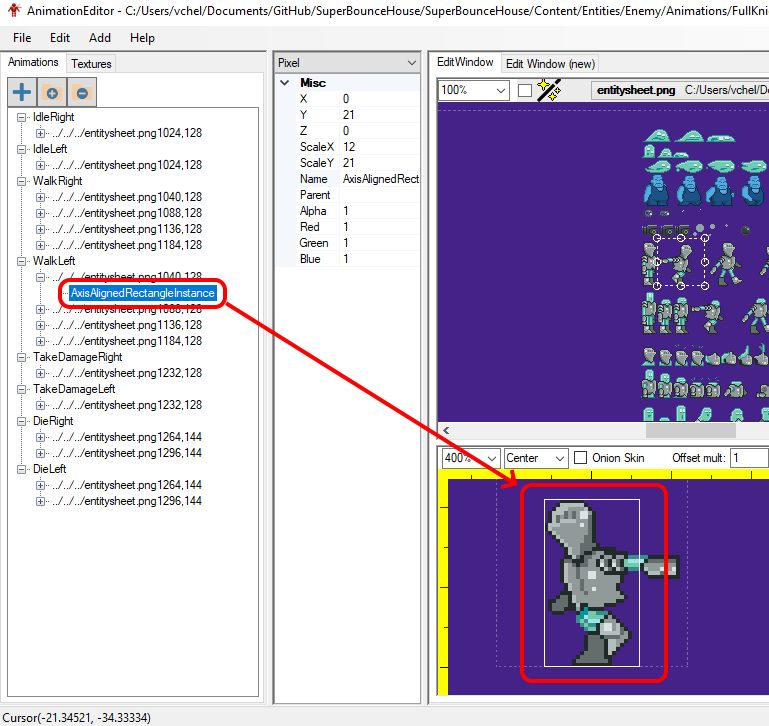 AnimationEditor - C:/Users/vchel/Documents/GitHub/SuperBounceHouse/SuperBounceHouse/Content/Entities/Enemy/Animations/FullKni
File Edit Add Help
Animations Textures
IdleRight
../../../entitysheet.png1024,128
IdleLeft
../../../entitysheet.png1024,128
WalkRight
../../../entitysheet.png1040,128
../../../entitysheet.png1088,128
../../../entitysheet.png1136,128
../../../entitysheet.png1184,128
WalkLeft
../../../entitysheet.png1040,128
AxisAlignedRectangleInstance
../../../entitysheet.png1088,128
../../../entitysheet.png1136,128
../../../entitysheet.png1184,128
TakeDamageRight
../../../entitysheet.png1232,128
TakeDamageLeft
../../../entitysheet.png1232,128
DieRight
../../../entitysheet.png1264,144
../../../entitysheet.png1296,144
DieLeft
../../../entitysheet.png1264,144
../../../entitysheet.png1296,144
Pixel
Misc
X 0
Y 21
Z 0
ScaleX 12
ScaleY 21
Name AxisAlignedRect
Parent
Alpha 1
Red 1
Green 1
Blue 1
EditWindow Edit Window (new)
100% entitysheet.png C:/Users/vchel/D
400% Center Onion Skin Offset mult: 1
Cursor(-21.34521, -34.33334)